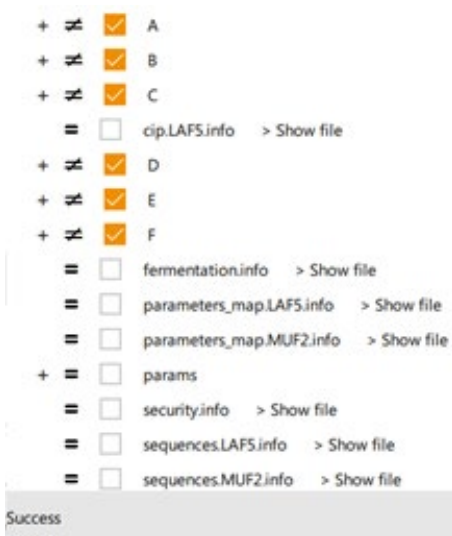 + ≠ A
+ ≠ B
+ ≠ C
= cip.LAF5.info > Show file
+ ≠ D
+ ≠ E
+ ≠ F
= fermentation.info > Show file
= parameters_map.LAF5.info > Show file
= parameters_map.MUF2.info > Show file
+ = params
= security.info > Show file
= sequences.LAF5.info > Show file
= sequences.MUF2.info > Show file
Success